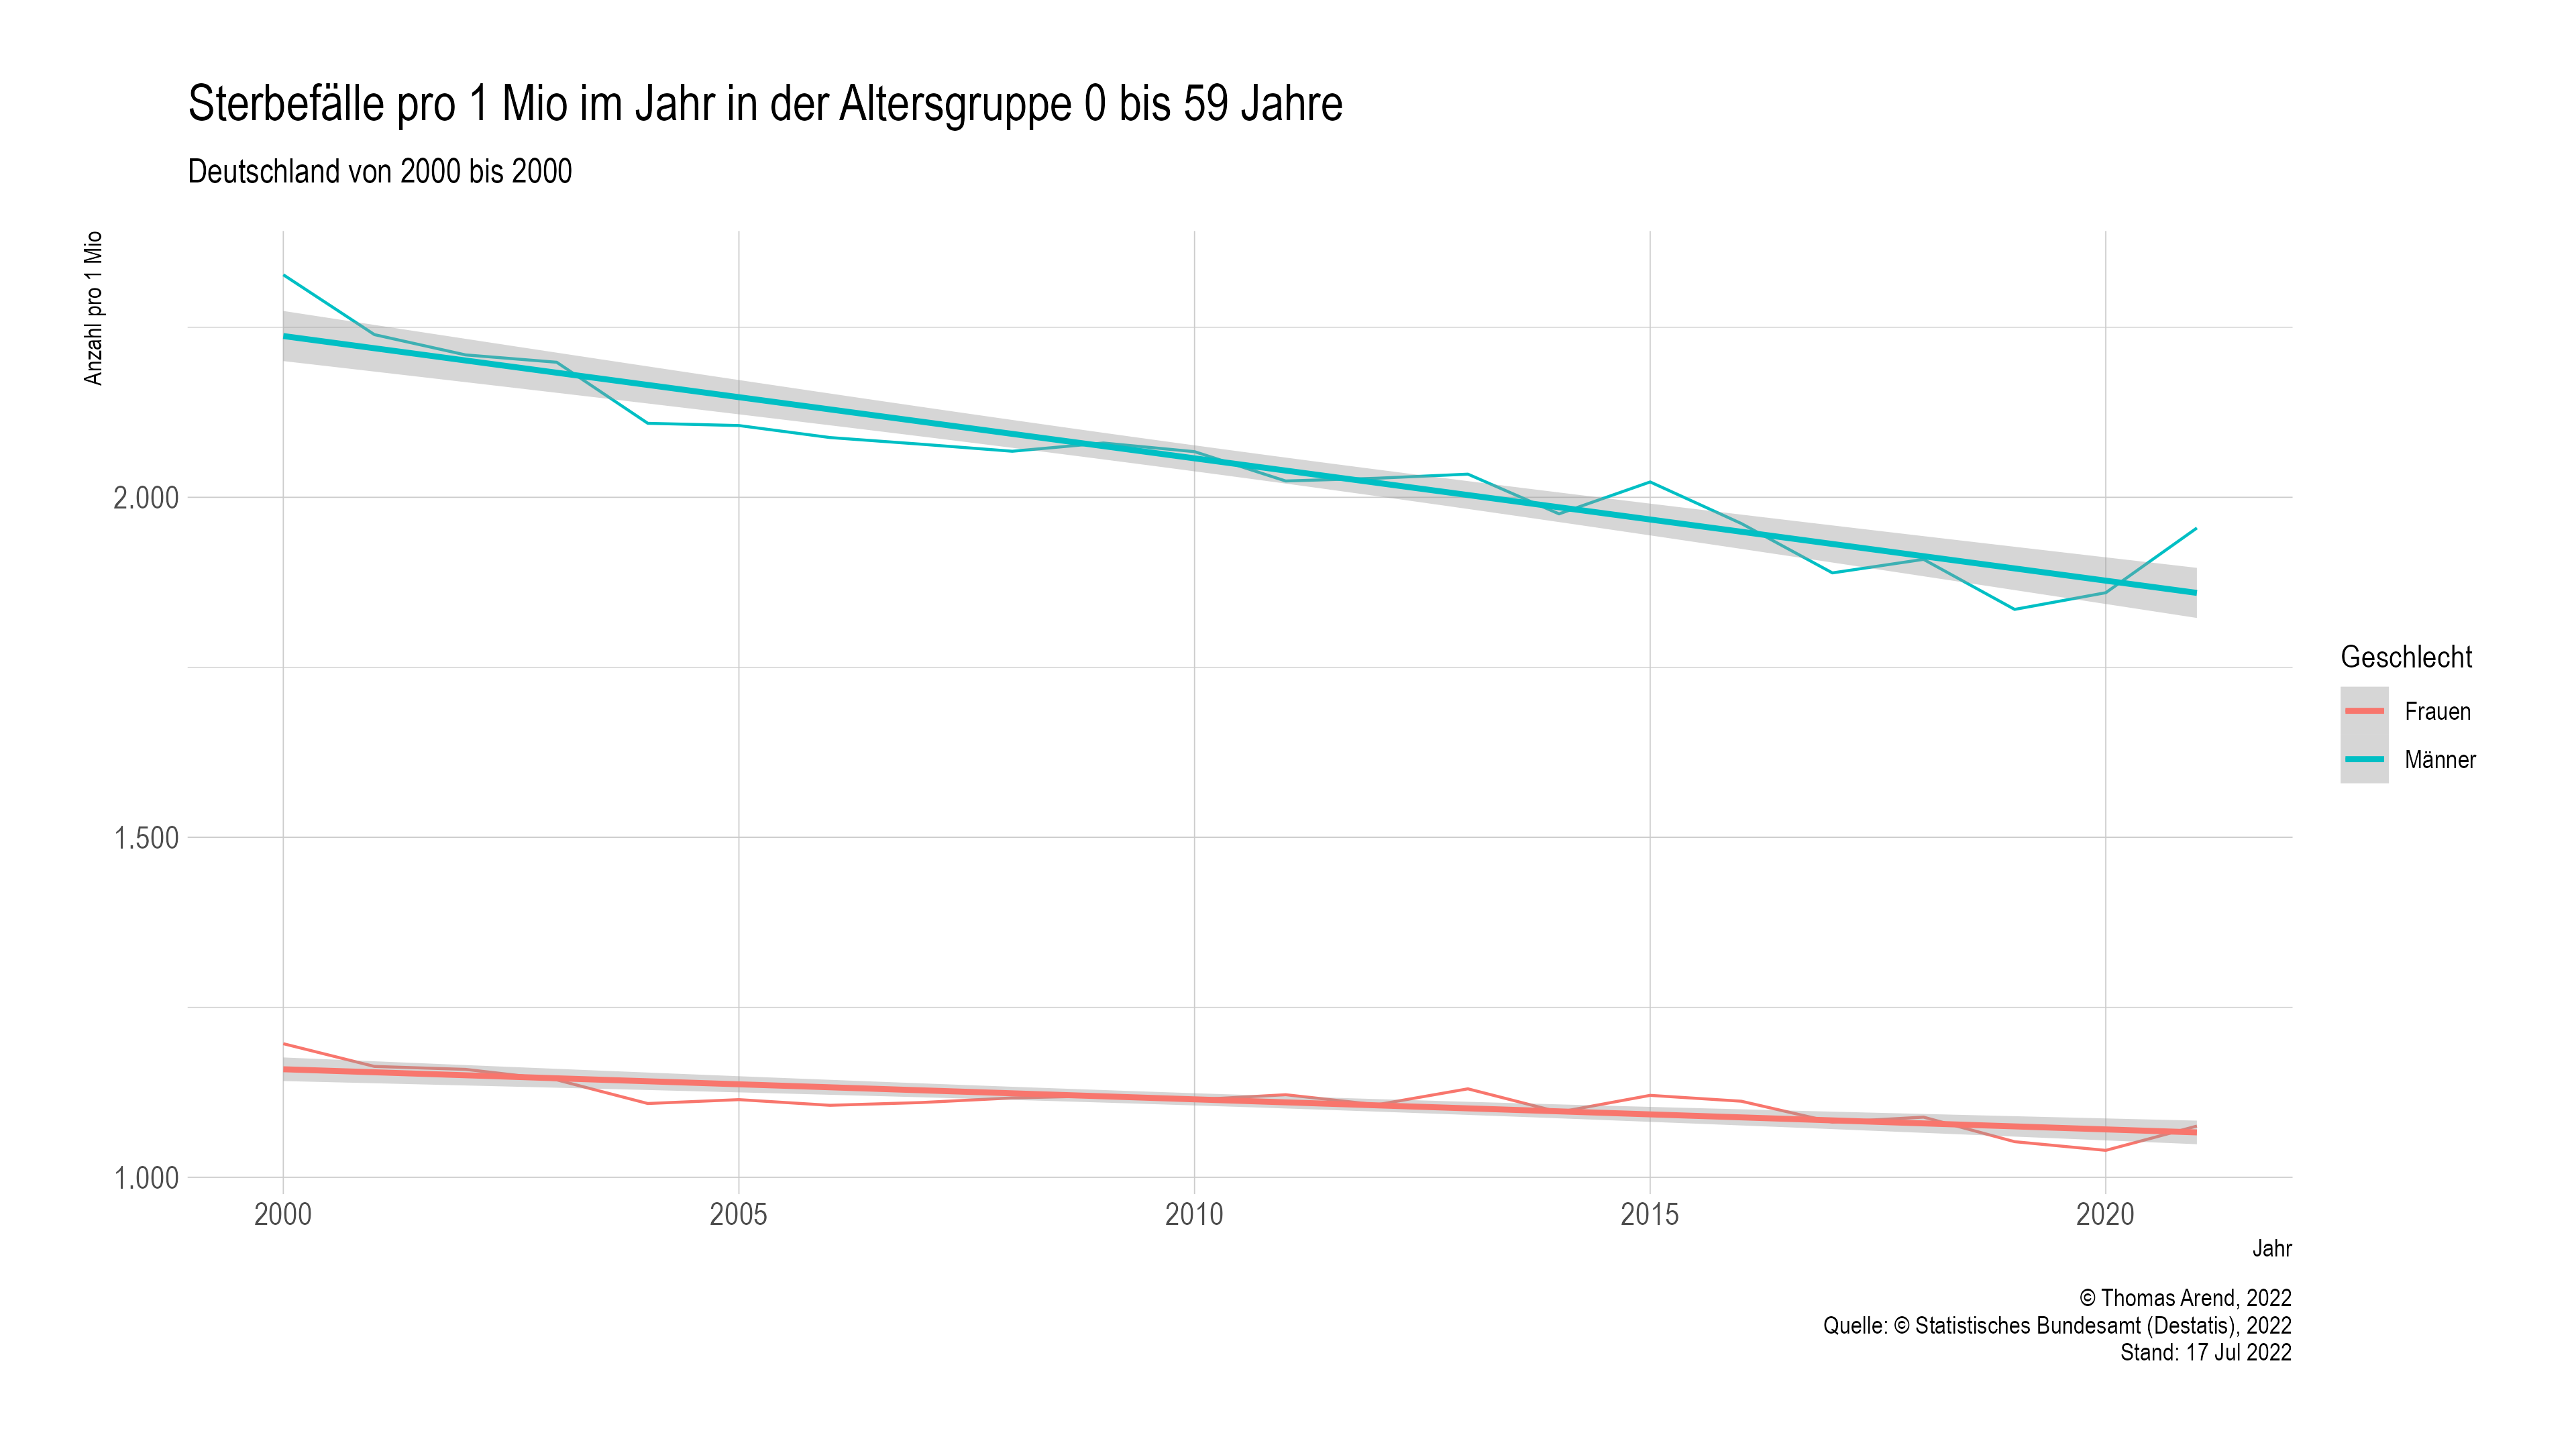 Sterbefälle pro 1 Mio im Jahr in der Altersgruppe 0 bis 59 Jahre
Deutschland von 2000 bis 2000
Anzahl pro 1 Mio
2.000
1.500
1.000
2000
2005
2010
2015
2020
Jahr
Geschlecht
Frauen
Männer
© Thomas Arend, 2022
Quelle: © Statistisches Bundesamt (Destatis), 2022
Stand: 17 Jul 2022